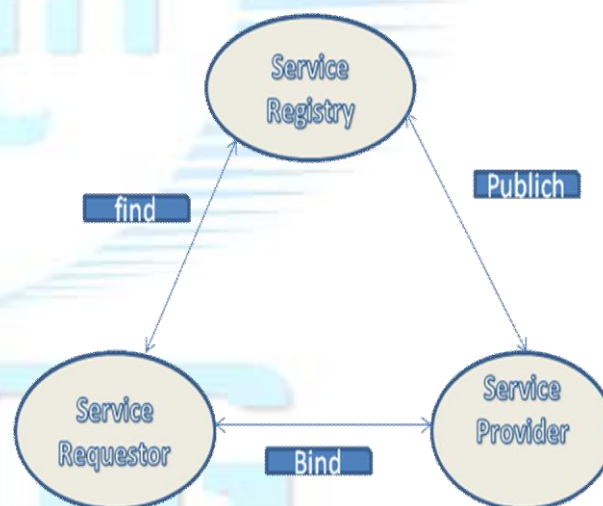 Service
Registry
find
Publich
Service
Requestor
Service
Provider
Bind